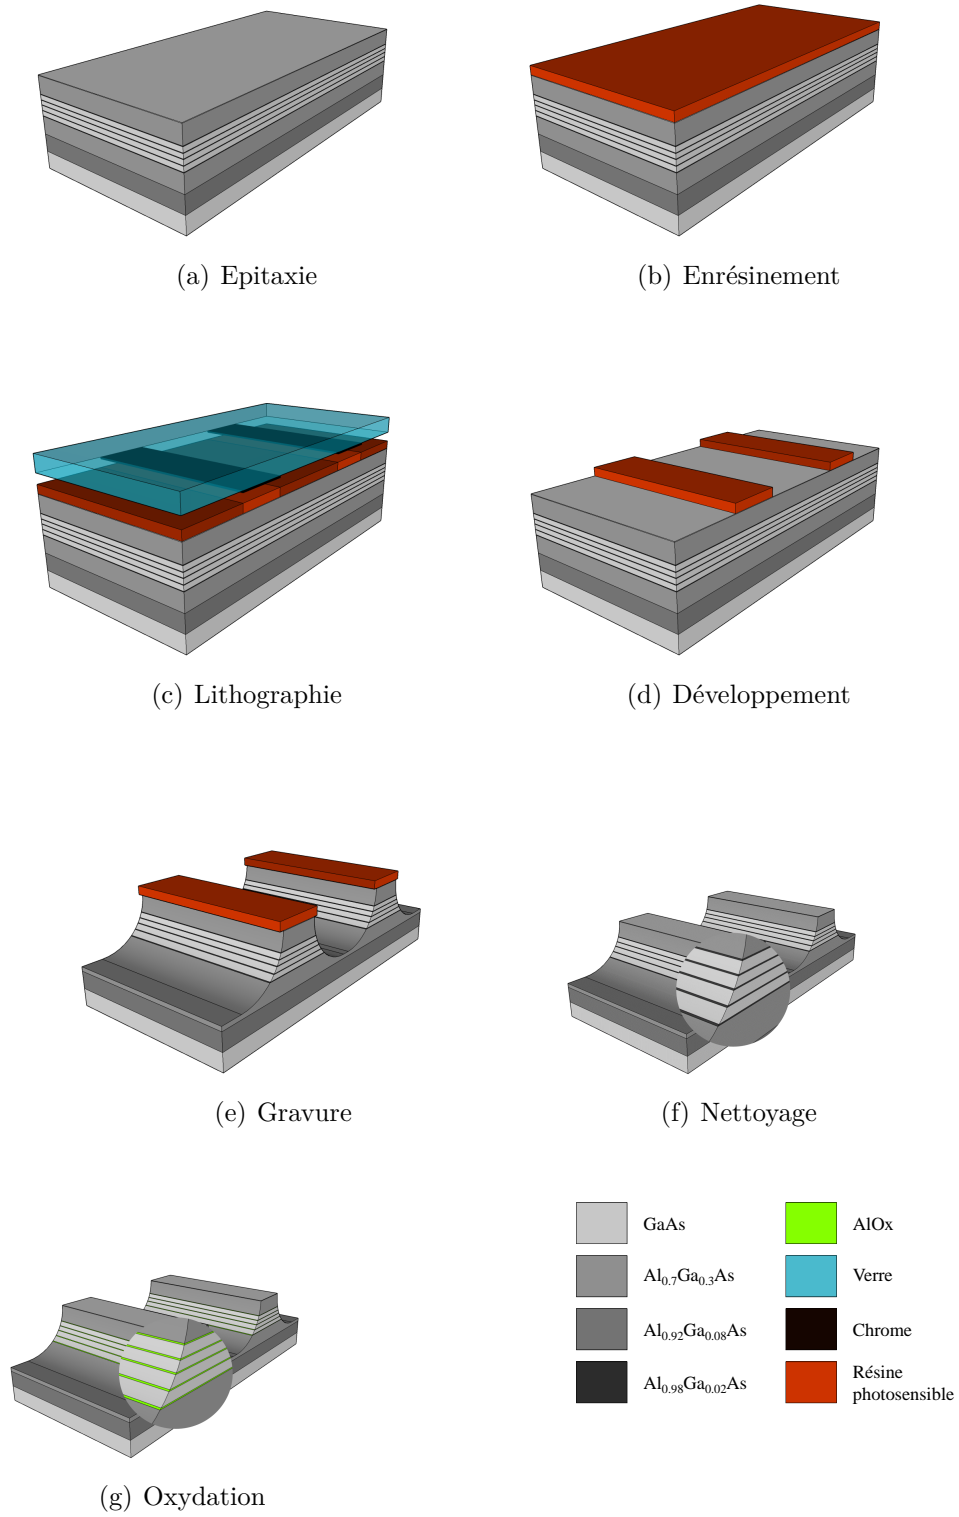 (a) Epitaxie
(b) Enrésinement
(c) Lithographie
(d) Développement
(e) Gravure
(f) Nettoyage
GaAs
Al0.7Ga0.3As
Al0.92Ga0.08As
Al0.98Ga0.02As
AlOx
Verre
Chrome
Résine
photosensible
(g) Oxydation